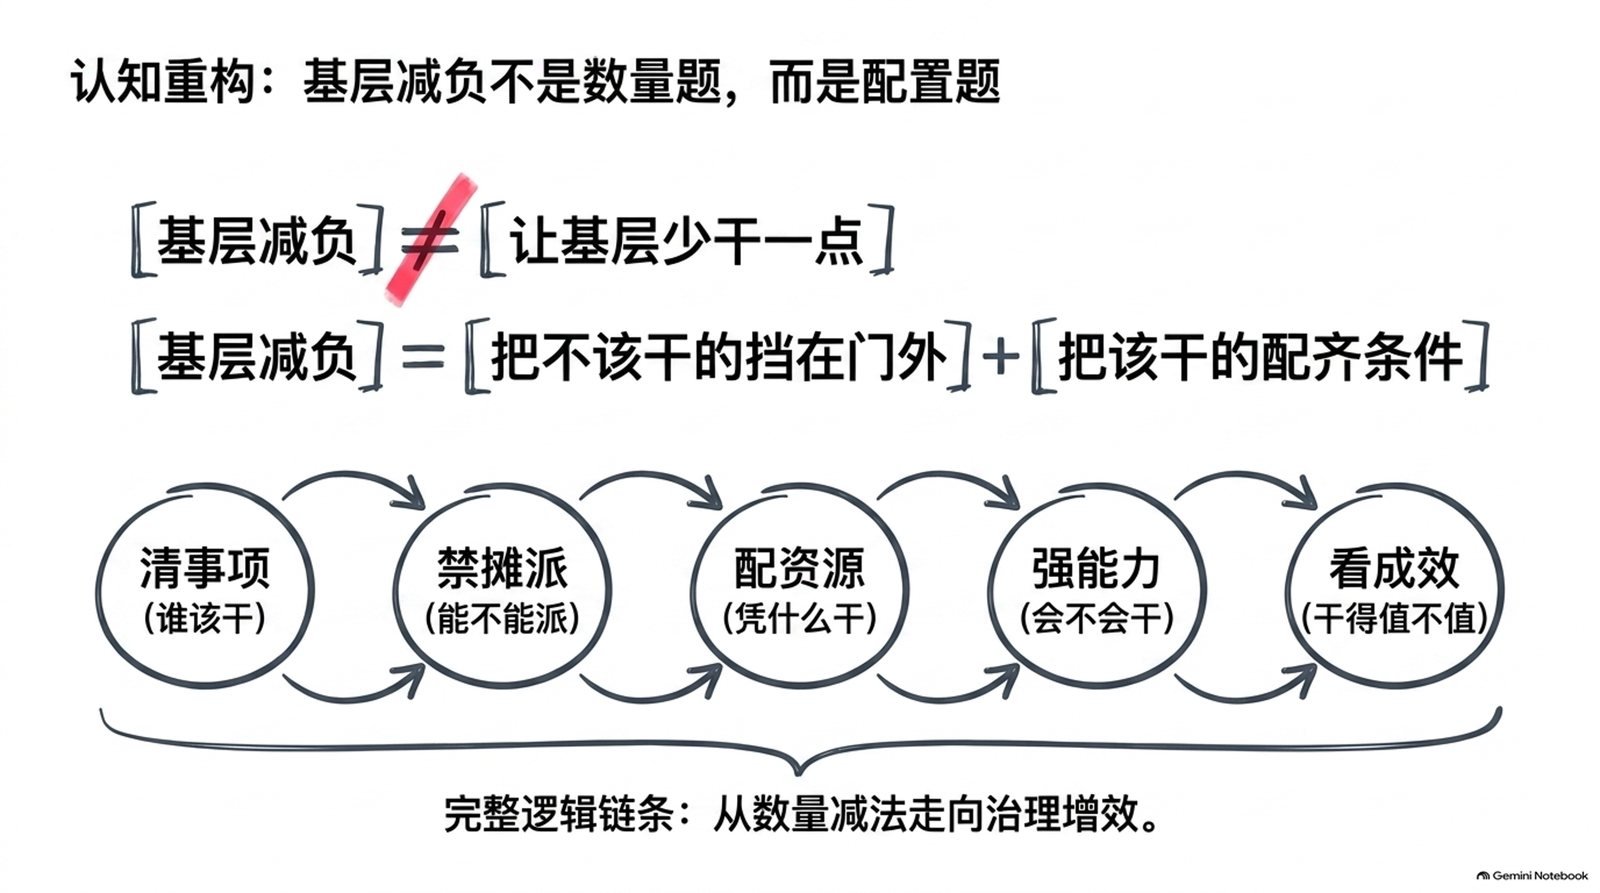 认知重构：基层减负不是数量题，而是配置题
[基层减负] ≠ [让基层少干一点]
[基层减负] = [把不该干的挡在门外] + [把该干的配齐条件]
清事项 禁摊派 配资源 强能力 看成效
(谁该干) (能不能派) (凭什么干) (会不会干) (干得值不值)
完整逻辑链条：从数量减法走向治理增效。
Gemini Notebook